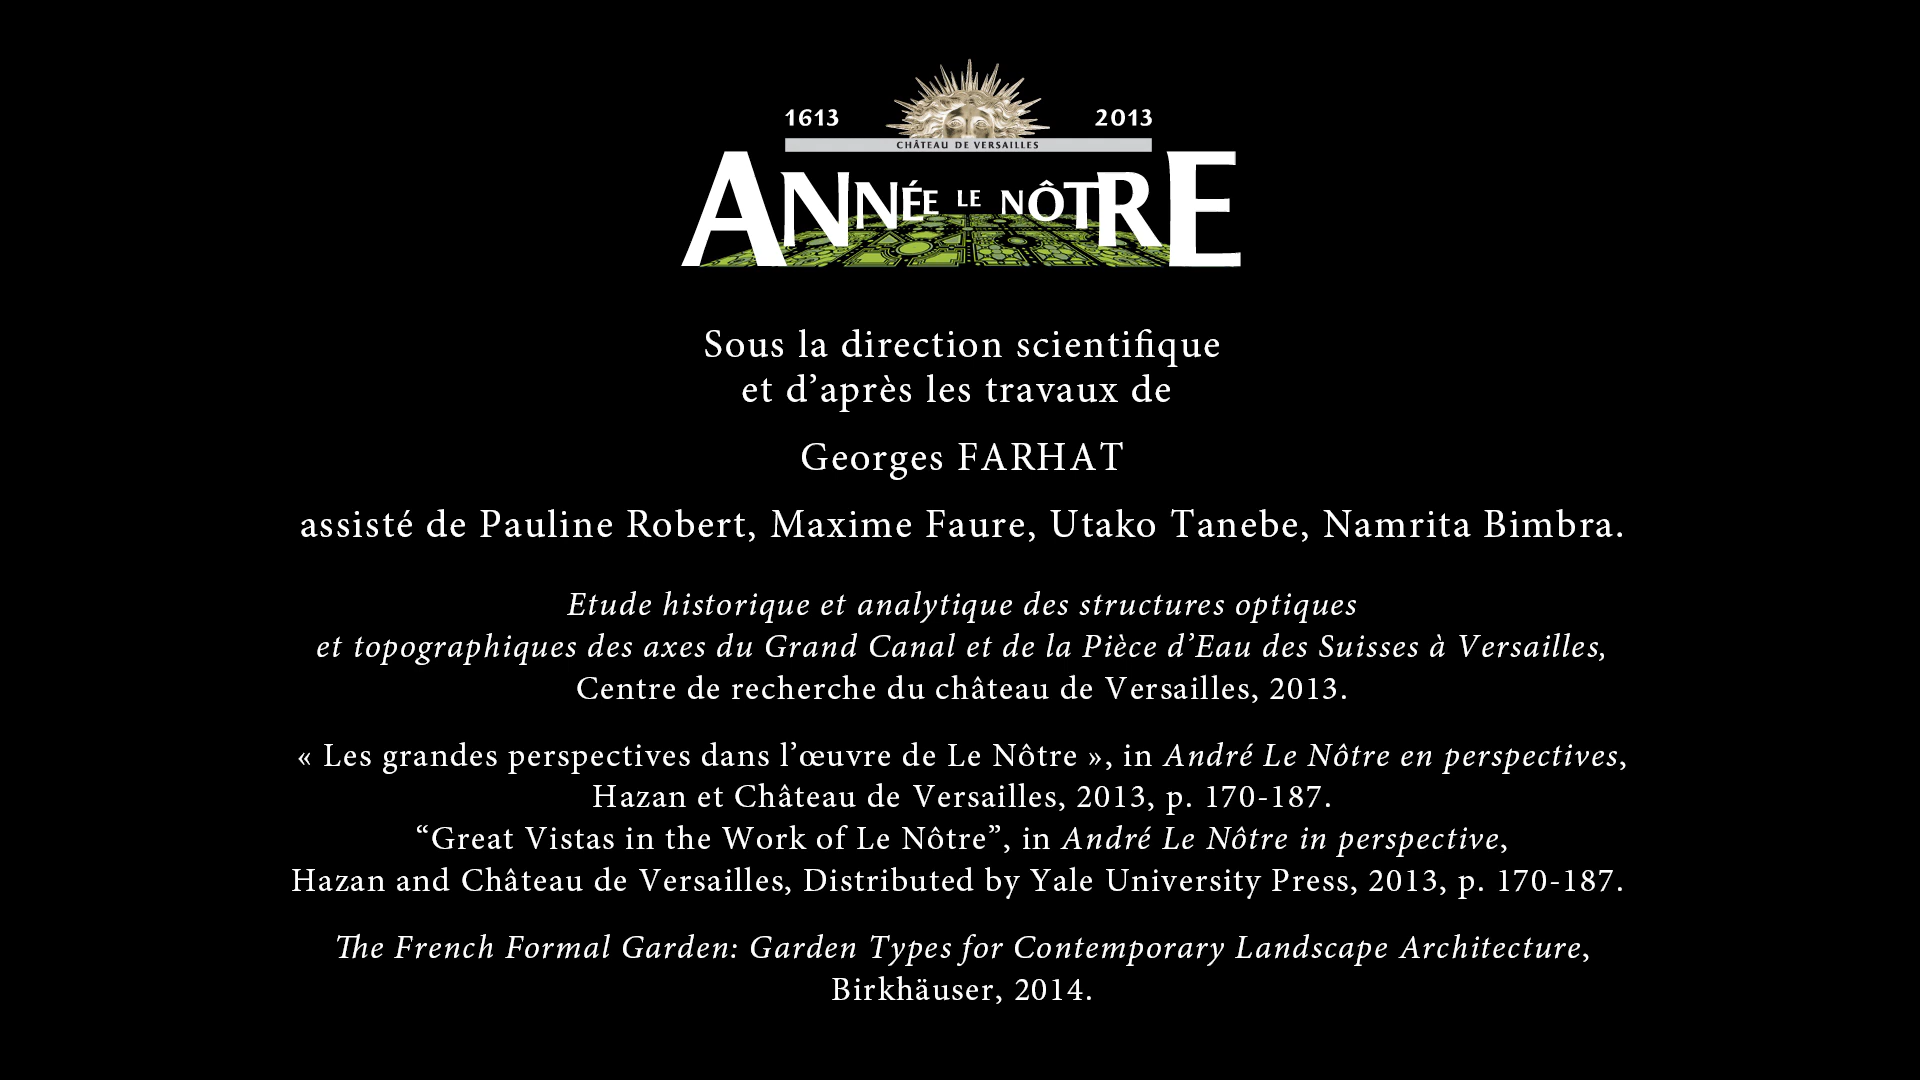 1613 2013
CHÂTEAU DE VERSAILLES
ANNÉE LE NÔTRE
Sous la direction scientifique
et d’après les travaux de
Georges FARHAT
assisté de Pauline Robert, Maxime Faure, Utako Tanebe, Namrita Bimbra.
Etude historique et analytique des structures optiques
et topographiques des axes du Grand Canal et de la Pièce d’Eau des Suisses à Versailles,
Centre de recherche du château de Versailles, 2013.
« Les grandes perspectives dans l’œuvre de Le Nôtre », in André Le Nôtre en perspectives,
Hazan et Château de Versailles, 2013, p. 170-187.
“Great Vistas in the Work of Le Nôtre”, in André Le Nôtre in perspective,
Hazan and Château de Versailles, Distributed by Yale University Press, 2013, p. 170-187.
The French Formal Garden: Garden Types for Contemporary Landscape Architecture,
Birkhäuser, 2014.